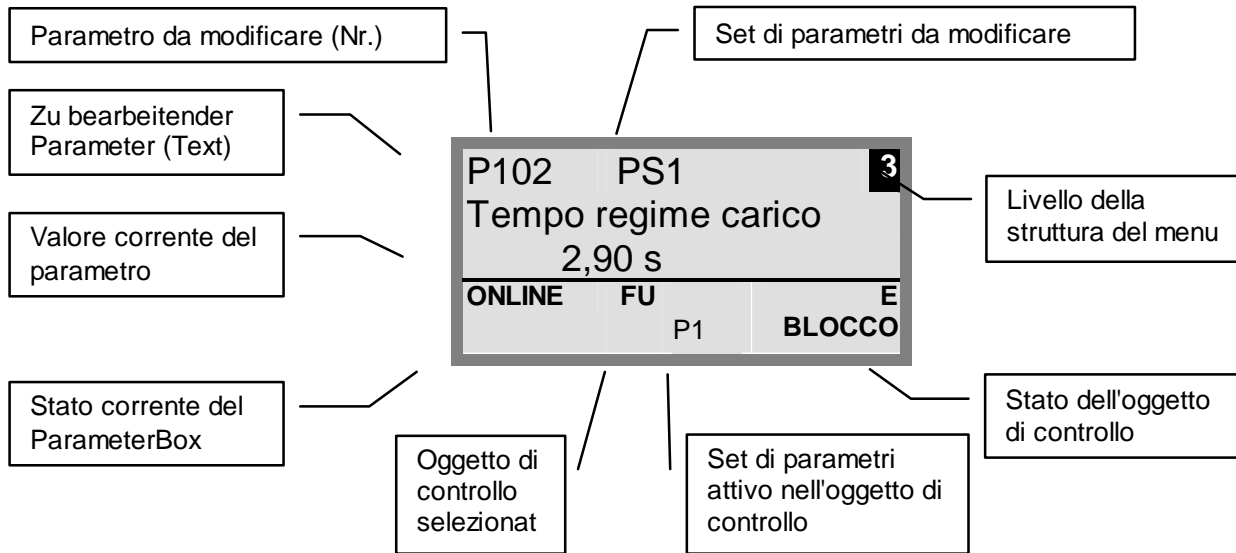 Parametro da modificare (Nr.)
Set di parametri da modificare
Zu bearbeitender
Parameter (Text)
Valore corrente del
parametro
P102 PS1 3
Tempo regime carico
2,90 s
ONLINE FU E
P1 BLOCCO
Livello della
struttura del menu
Stato corrente del
ParameterBox
Oggetto di
controllo
selezionat
Set di parametri
attivo nell'oggetto di
controllo
Stato dell'oggetto
di controllo